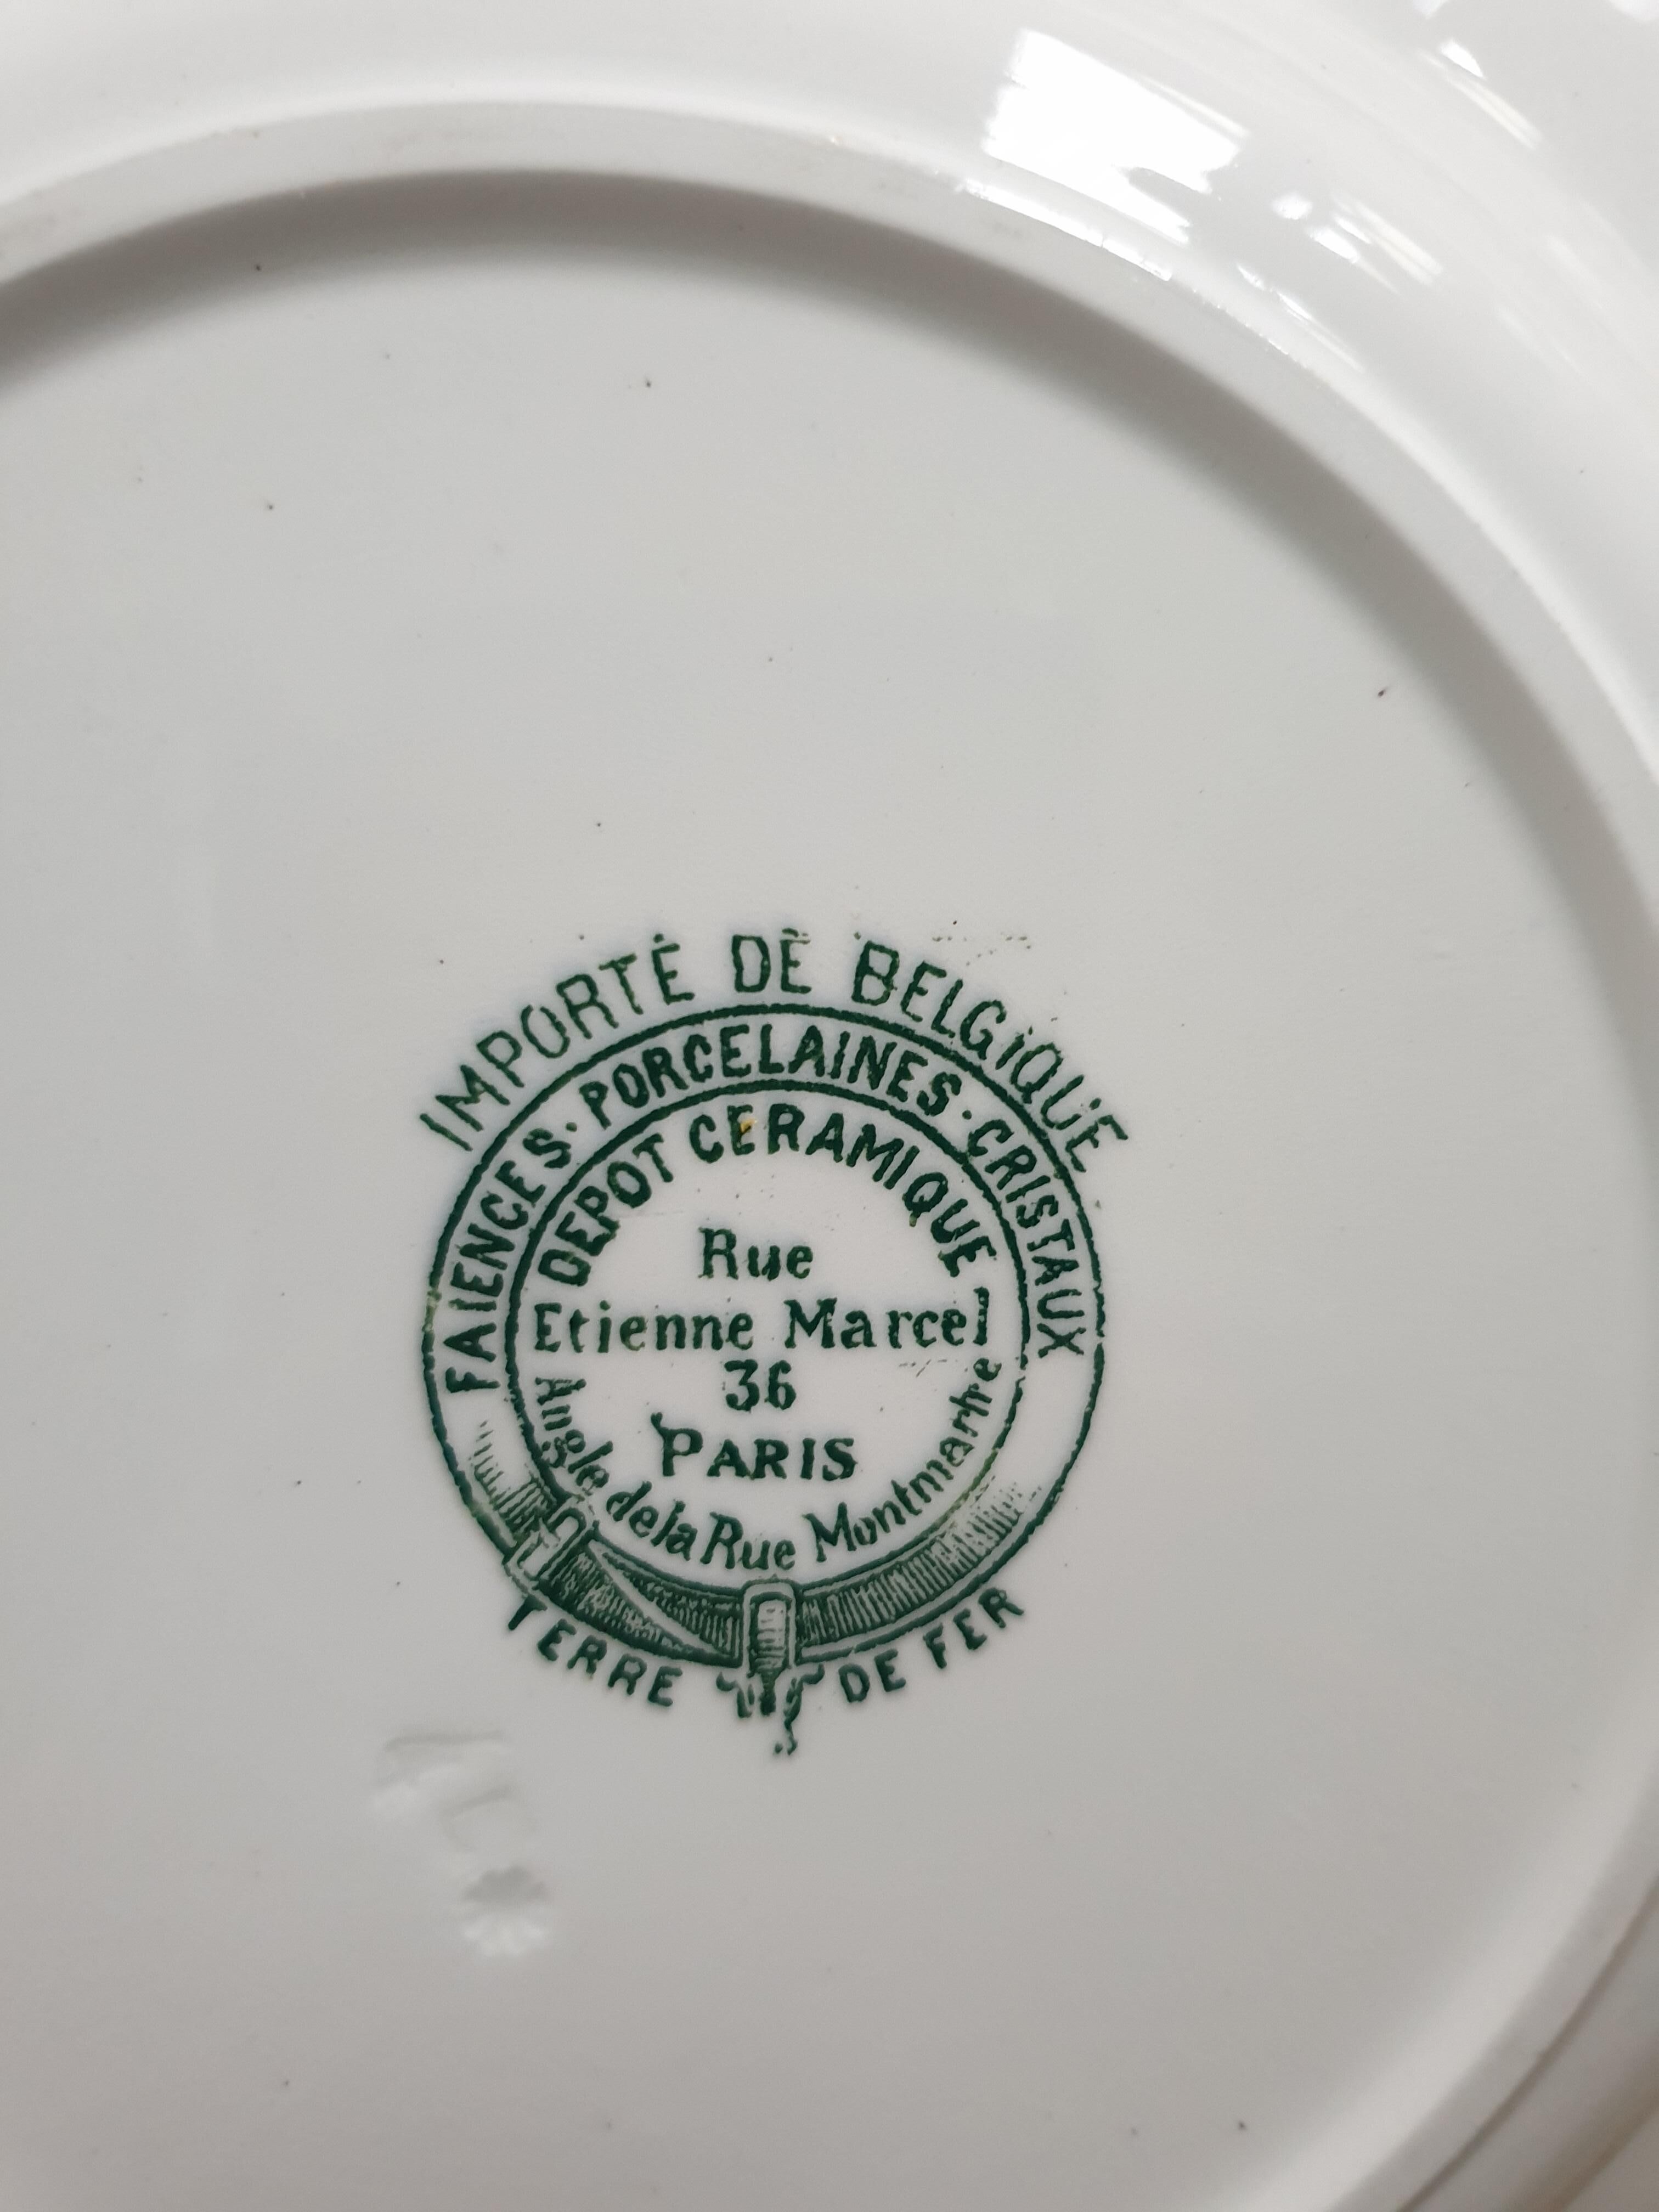 IMPORTÉ DE BELGIQUE
FAIENCES·PORCELAINES·CRISTAUX
DEPOT CERAMIQUE
Rue
Etienne Marcel
36
PARIS
Angle de la Rue Montmartre
TERRE DE FER